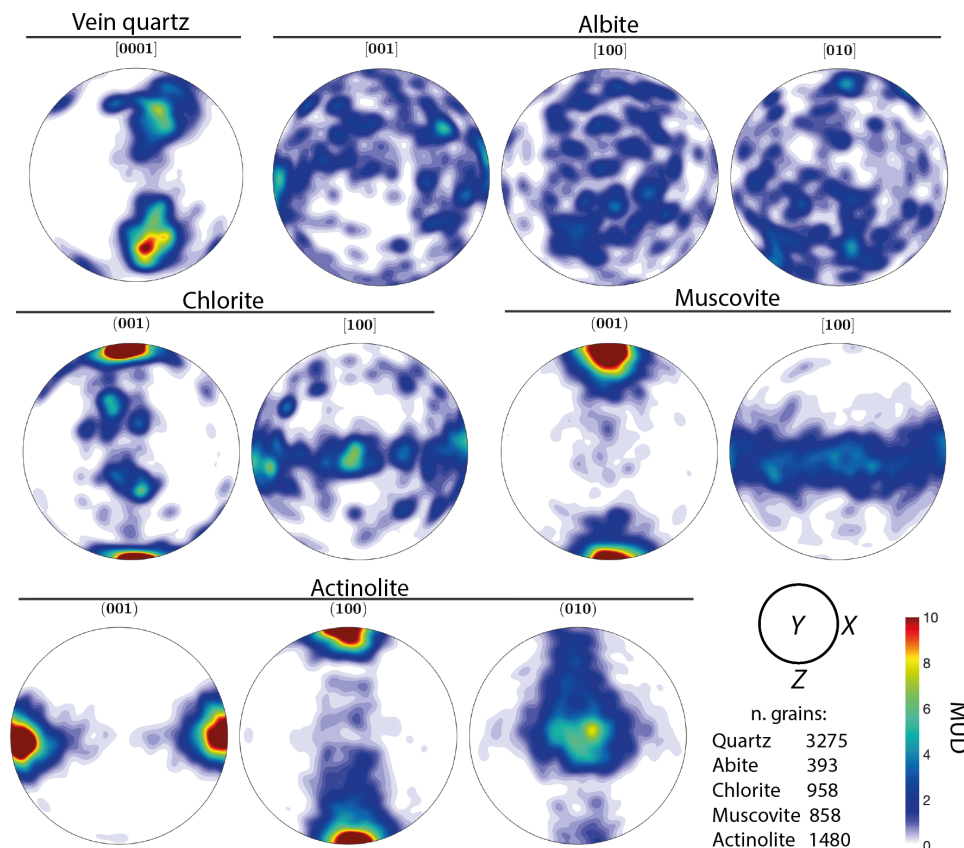 Vein quartz
Albite
[0001]
[001]
[100]
[010]
Chlorite
Muscovite
(001)
[100]
(001)
[100]
Actinolite
(001)
(100)
(010)
Y
X
Z
n. grains:
Quartz 3275
Abite 393
Chlorite 958
Muscovite 858
Actinolite 1480
10
8
6
4
2
0
MUD